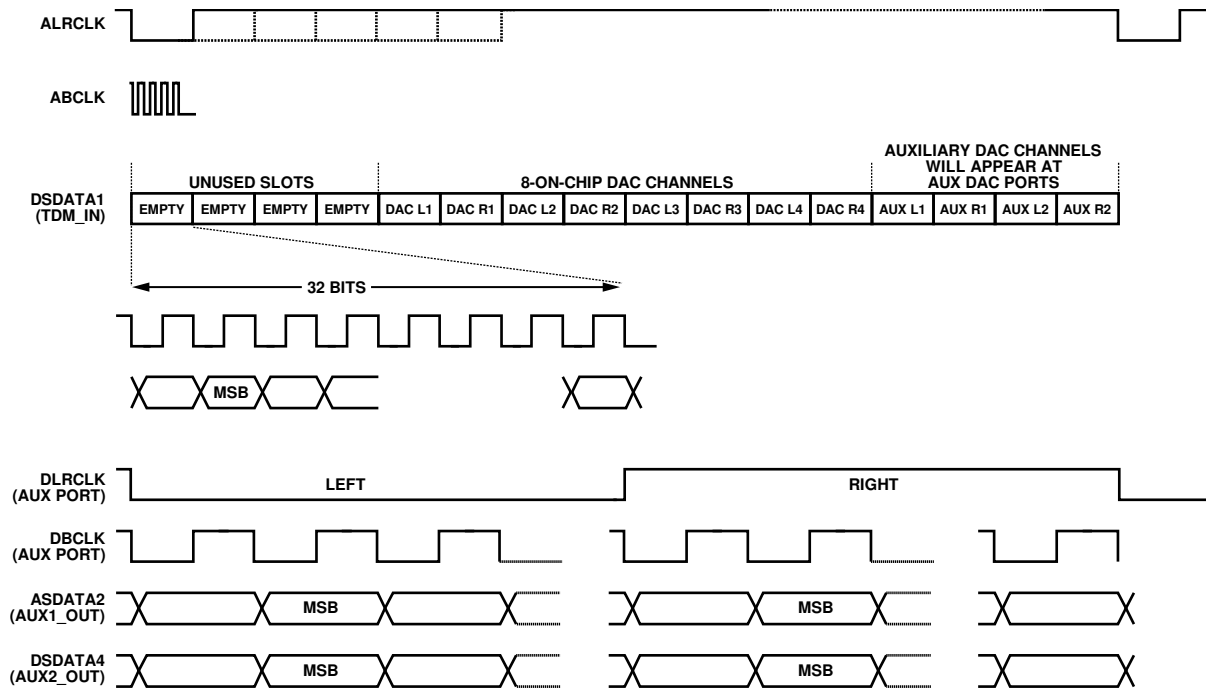 ALRCLK
ABCLK
AUXILIARY DAC CHANNELS
WILL APPEAR AT
AUX DAC PORTS
UNUSED SLOTS
8-ON-CHIP DAC CHANNELS
DSDATA1
(TDM_IN)
EMPTY EMPTY EMPTY EMPTY DAC L1 DAC R1 DAC L2 DAC R2 DAC L3 DAC R3 DAC L4 DAC R4 AUX L1 AUX R1 AUX L2 AUX R2
32 BITS
MSB
DLRCLK
(AUX PORT)
LEFT
RIGHT
DBCLK
(AUX PORT)
ASDATA2
(AUX1_OUT)
MSB
MSB
DSDATA4
(AUX2_OUT)
MSB
MSB